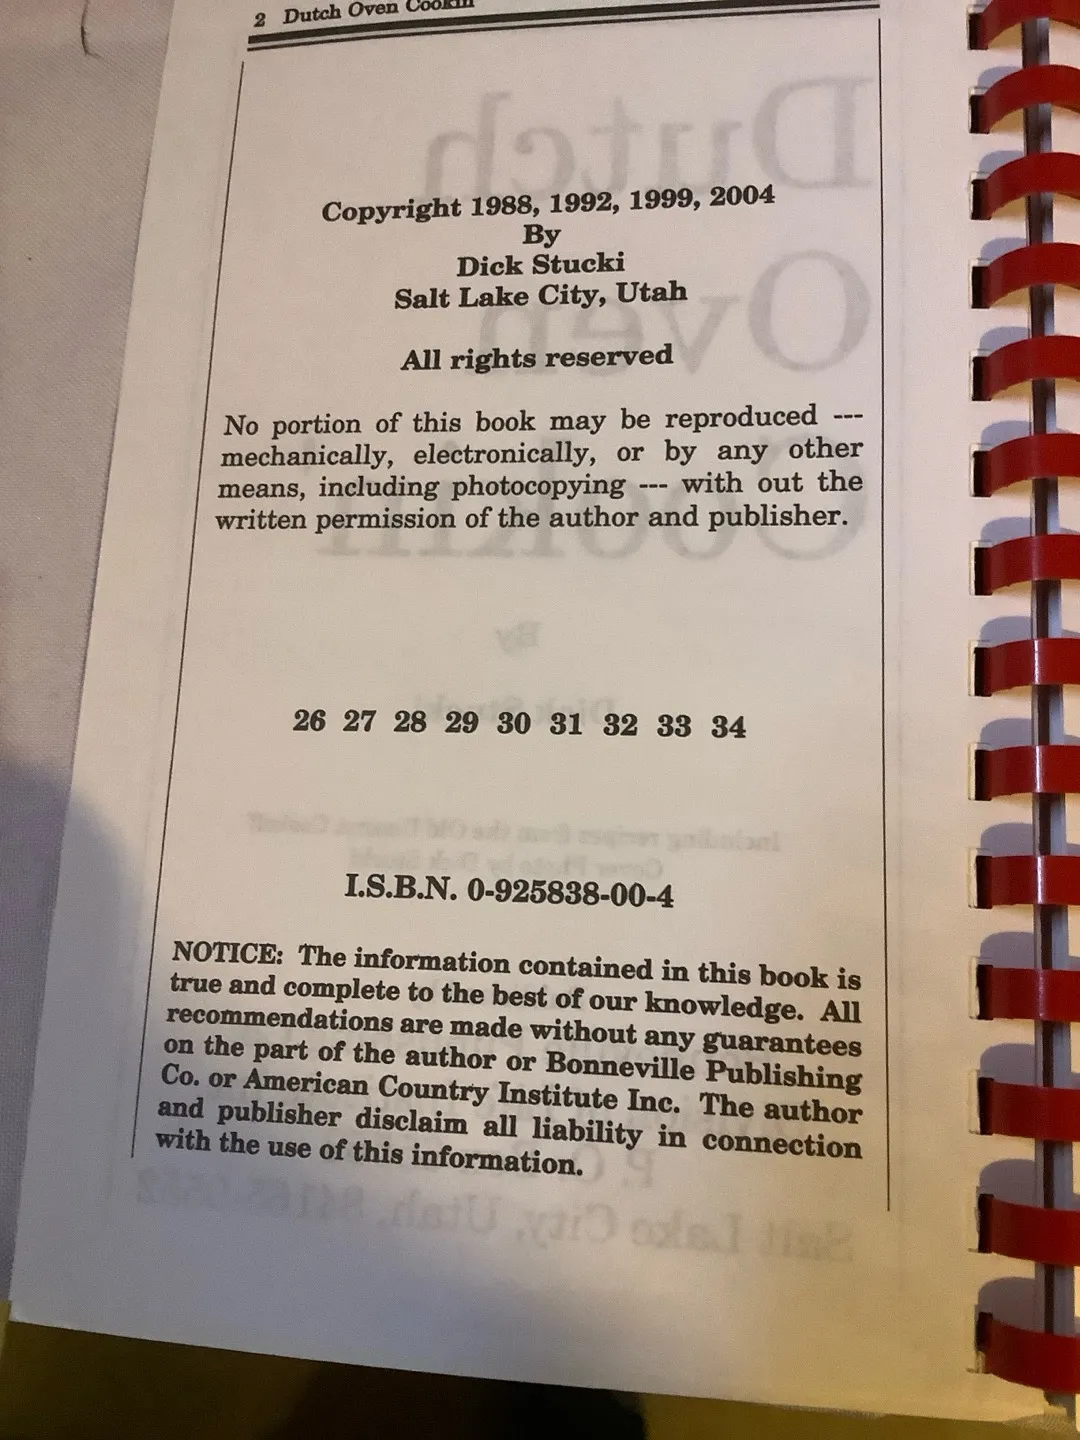 2 Dutch Oven Cookin
Copyright 1988, 1992, 1999, 2004
By
Dick Stucki
Salt Lake City, Utah
All rights reserved
No portion of this book may be reproduced ---
mechanically, electronically, or by any other
means, including photocopying --- with out the
written permission of the author and publisher.
26 27 28 29 30 31 32 33 34
I.S.B.N. 0-925838-00-4
NOTICE: The information contained in this book is
true and complete to the best of our knowledge. All
recommendations are made without any guarantees
on the part of the author or Bonneville Publishing
Co. or American Country Institute Inc. The author
and publisher disclaim all liability in connection
with the use of this information.